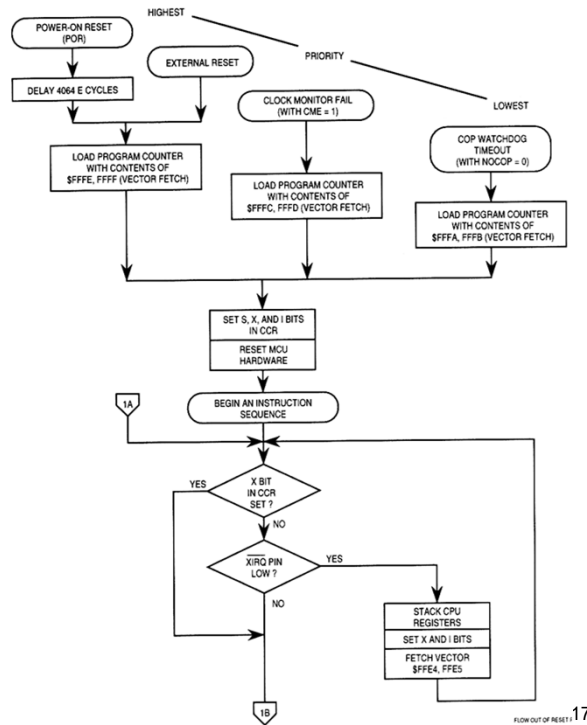 HIGHEST
POWER-ON RESET
(POR)
EXTERNAL RESET
PRIORITY
DELAY 4064 E CYCLES
CLOCK MONITOR FAIL
(WITH CME = 1)
LOWEST
COP WATCHDOG
TIMEOUT
(WITH NOCOP = 0)
LOAD PROGRAM COUNTER
WITH CONTENTS OF
$FFFE, FFFF (VECTOR FETCH)
LOAD PROGRAM COUNTER
WITH CONTENTS OF
$FFFC, FFFD (VECTOR FETCH)
LOAD PROGRAM COUNTER
WITH CONTENTS OF
$FFFA, FFFB (VECTOR FETCH)
SET S, X, AND I BITS
IN CCR
RESET MCU
HARDWARE
1A
BEGIN AN INSTRUCTION
SEQUENCE
YES
X BIT
IN CCR
SET ?
NO
XIRQ PIN
LOW ?
YES
NO
STACK CPU
REGISTERS
SET X AND I BITS
FETCH VECTOR
$FFE4, FFE5
1B
FLOW OUT OF RESET
17